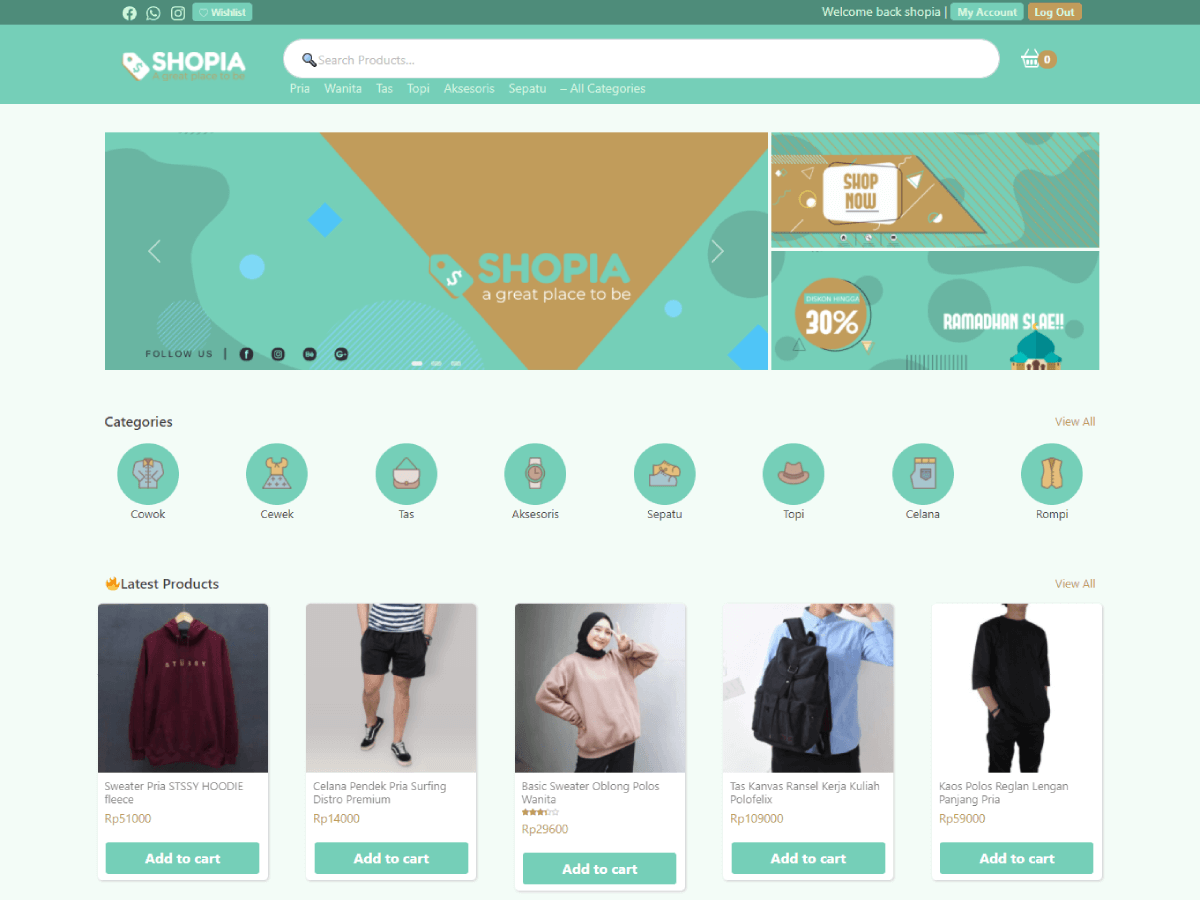 ♡ Wishlist
Welcome back shopia | My Account Log Out
SHOPIA
A great place to be
Search Products...
0
Pria Wanita Tas Topi Aksesoris Sepatu – All Categories
SHOPIA
a great place to be
FOLLOW US |
SHOP
NOW
DISKON HINGGA
30%
RAMADHAN SLAE!!
Categories
View All
Cowok
Cewek
Tas
Aksesoris
Sepatu
Topi
Celana
Rompi
Latest Products
View All
STSSY
Sweater Pria STSSY HOODIE
fleece
Rp51000
Add to cart
Celana Pendek Pria Surfing
Distro Premium
Rp14000
Add to cart
Basic Sweater Oblong Polos
Wanita
Rp29600
Add to cart
Tas Kanvas Ransel Kerja Kuliah
Polofelix
Rp109000
Add to cart
Kaos Polos Reglan Lengan
Panjang Pria
Rp59000
Add to cart